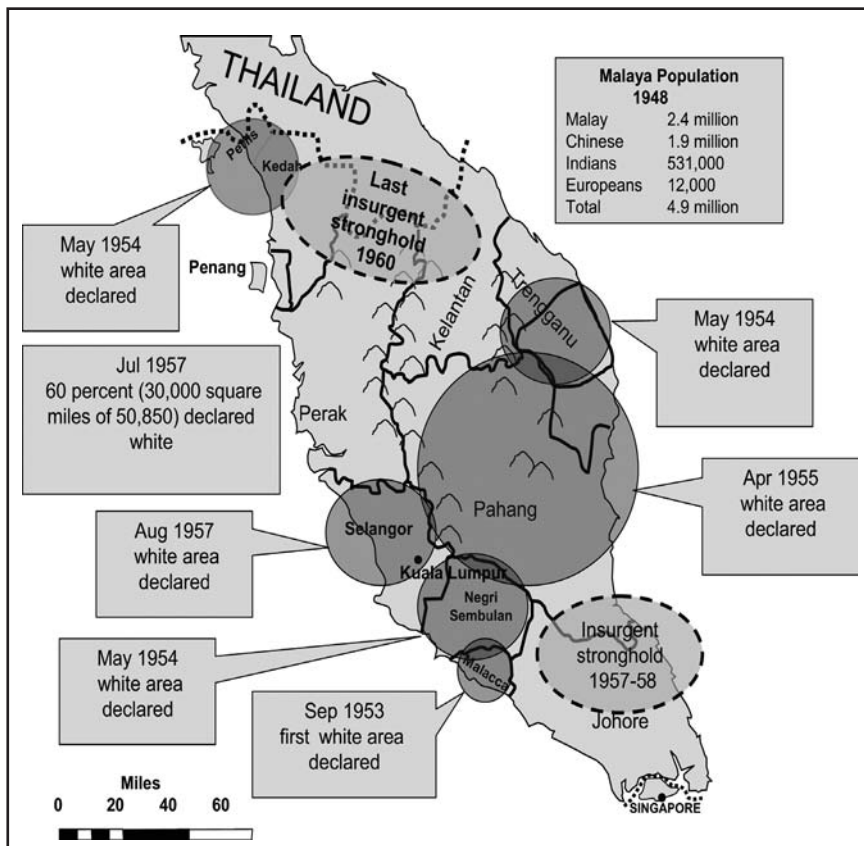 THAILAND
Malaya Population
1948
Malay 2.4 million
Chinese 1.9 million
Indians 531,000
Europeans 12,000
Total 4.9 million
Perlis
Kedah
Last
insurgent
stronghold
1960
May 1954
white area
declared
Penang
Kelantan
Trengganu
May 1954
white area
declared
Jul 1957
60 percent (30,000 square
miles of 50,850) declared
white
Perak
Apr 1955
white area
declared
Pahang
Selangor
Aug 1957
white area
declared
Kuala Lumpur
Negri
Sembulan
Insurgent
stronghold
1957-58
May 1954
white area
declared
Malacca
Sep 1953
first white area
declared
Johore
Miles
0 20 40 60
SINGAPORE